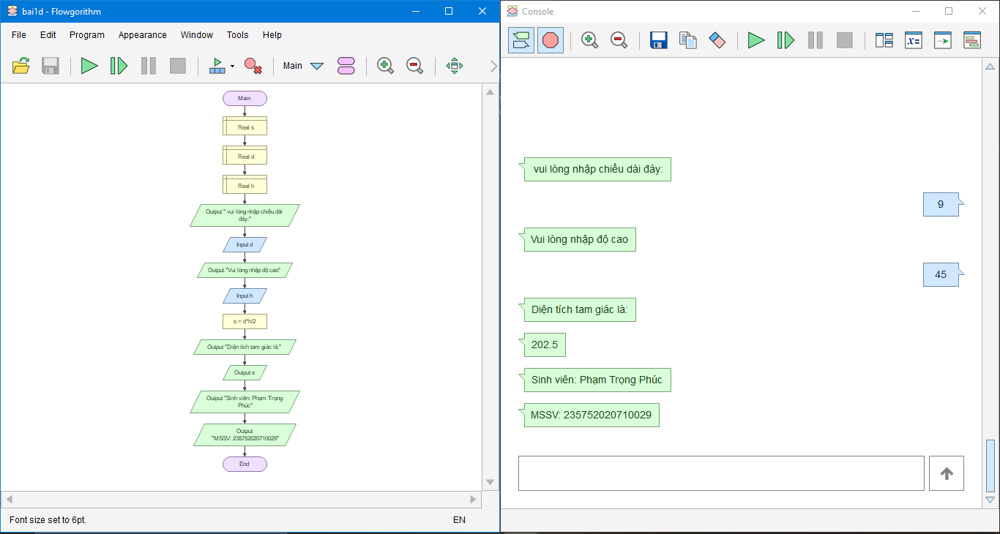 bai1d - Flowgorithm
File Edit Program Appearance Window Tools Help
Main
Main
Real s
Real d
Real h
Output " vui lòng nhập chiều dài
đáy:"
Input d
Output "Vui lòng nhập độ cao"
Input h
s = d*h/2
Output "Diện tích tam giác là:"
Output s
Output "Sinh viên: Phạm Trọng
Phúc"
Output
"MSSV: 235752020710029"
End
Font size set to 6pt.
EN
Console
x=
vui lòng nhập chiều dài đáy:
9
Vui lòng nhập độ cao
45
Diện tích tam giác là:
202.5
Sinh viên: Phạm Trọng Phúc
MSSV: 235752020710029